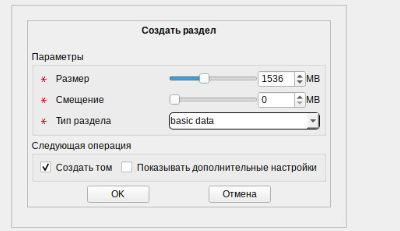 Создать раздел
Параметры
* Размер 1536 MB
* Смещение 0 MB
* Тип раздела basic data
Следующая операция
Создать том Показывать дополнительные настройки
OK Отмена